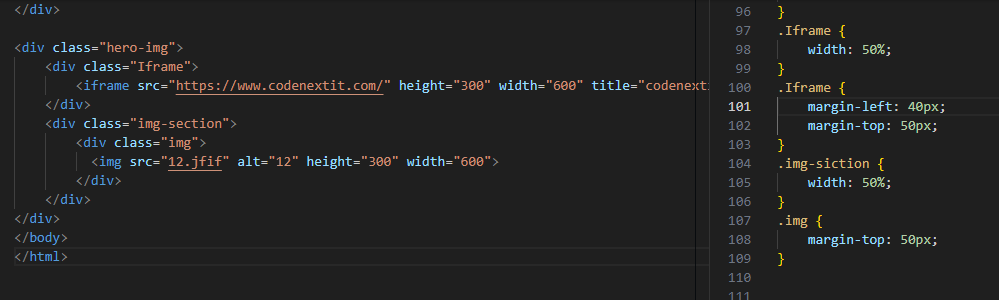 </div>
<div class="hero-img">
<div class="Iframe">
<iframe src="https://www.codenextit.com/" height="300" width="600" title="codenexti
</div>
<div class="img-section">
<div class="img">
<img src="12.jfif" alt="12" height="300" width="600">
</div>
</div>
</div>
</body>
</html>
96 }
97 .Iframe {
98 width: 50%;
99 }
100 .Iframe {
101 margin-left: 40px;
102 margin-top: 50px;
103 }
104 .img-siction {
105 width: 50%;
106 }
107 .img {
108 margin-top: 50px;
109 }
110
111